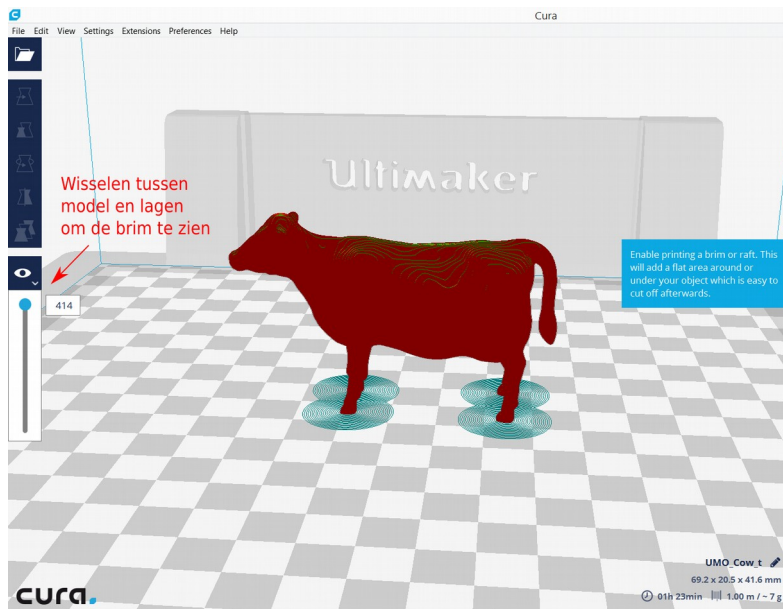 Cura
File Edit View Settings Extensions Preferences Help
Ultimaker
Wisselen tussen
model en lagen
om de brim te zien
414
Enable printing a brim or raft. This
will add a flat area around or
under your object which is easy to
cut off afterwards.
UMO_Cow_t
69.2 x 20.5 x 41.6 mm
01h 23min 1.00 m / ~ 7 g
cura.